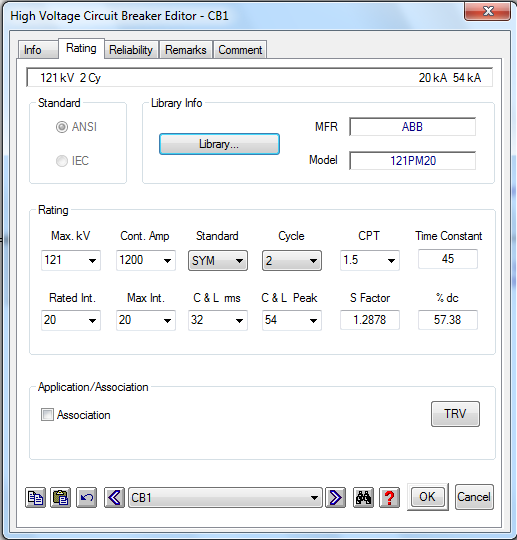 High Voltage Circuit Breaker Editor - CB1
Info Rating Reliability Remarks Comment
121 kV 2 Cy 20 kA 54 kA
Standard
ANSI
IEC
Library Info
Library...
MFR ABB
Model 121PM20
Rating
Max. kV Cont. Amp Standard Cycle CPT Time Constant
121 1200 SYM 2 1.5 45
Rated Int. Max Int. C & L rms C & L Peak S Factor % dc
20 20 32 54 1.2878 57.38
Application/Association
Association
TRV
CB1 ? OK Cancel